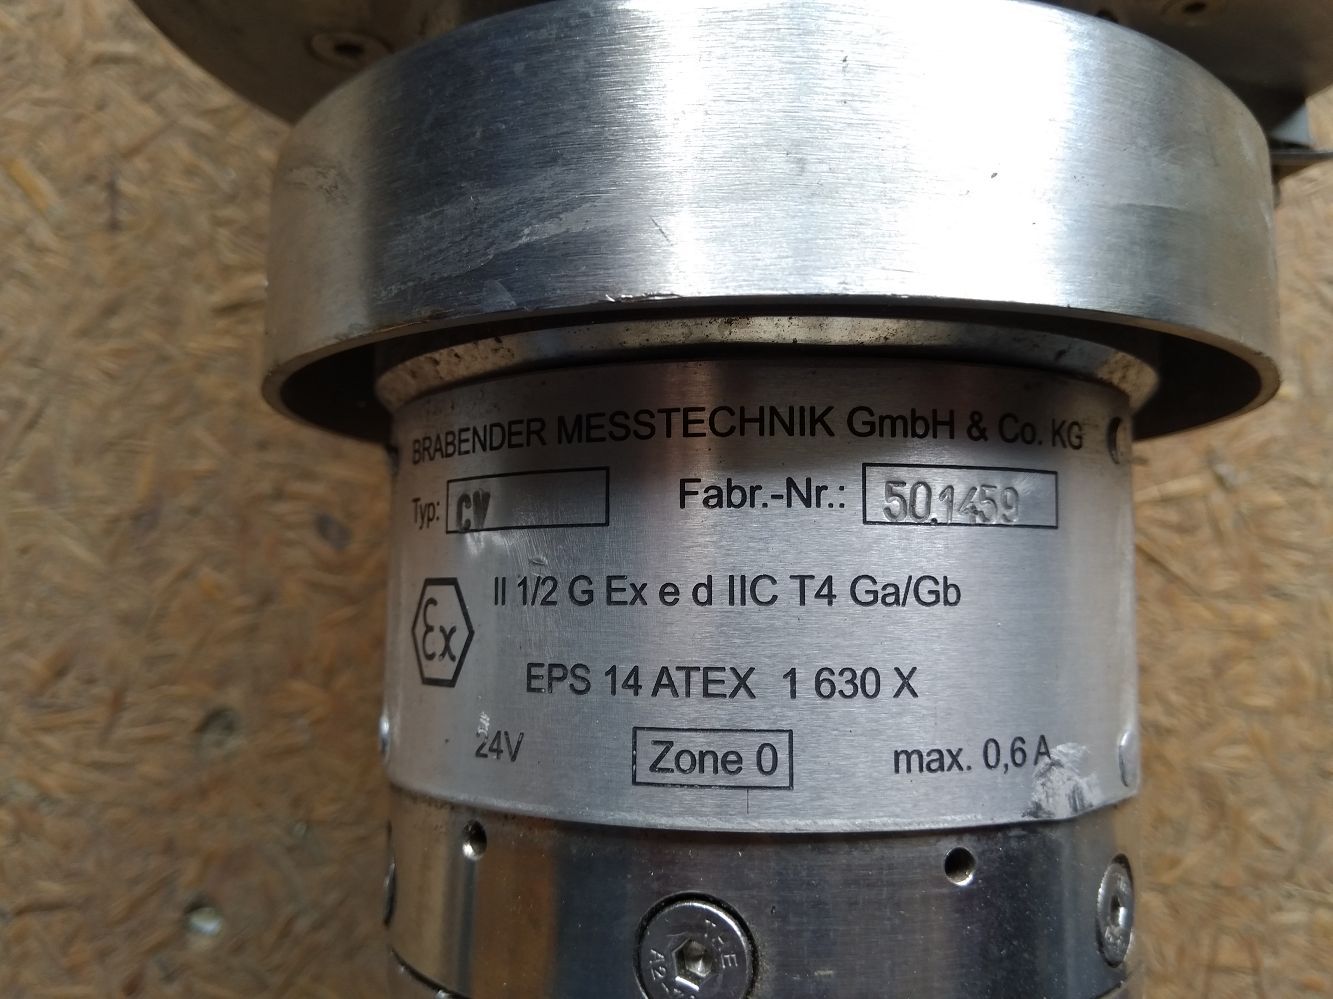 BRABENDER MESSTECHNIK GmbH & Co. KG
Typ: CV Fabr.-Nr.: 50.1459
Ex II 1/2 G Ex e d IIC T4 Ga/Gb
EPS 14 ATEX 1 630 X
24V Zone 0 max. 0,6 A